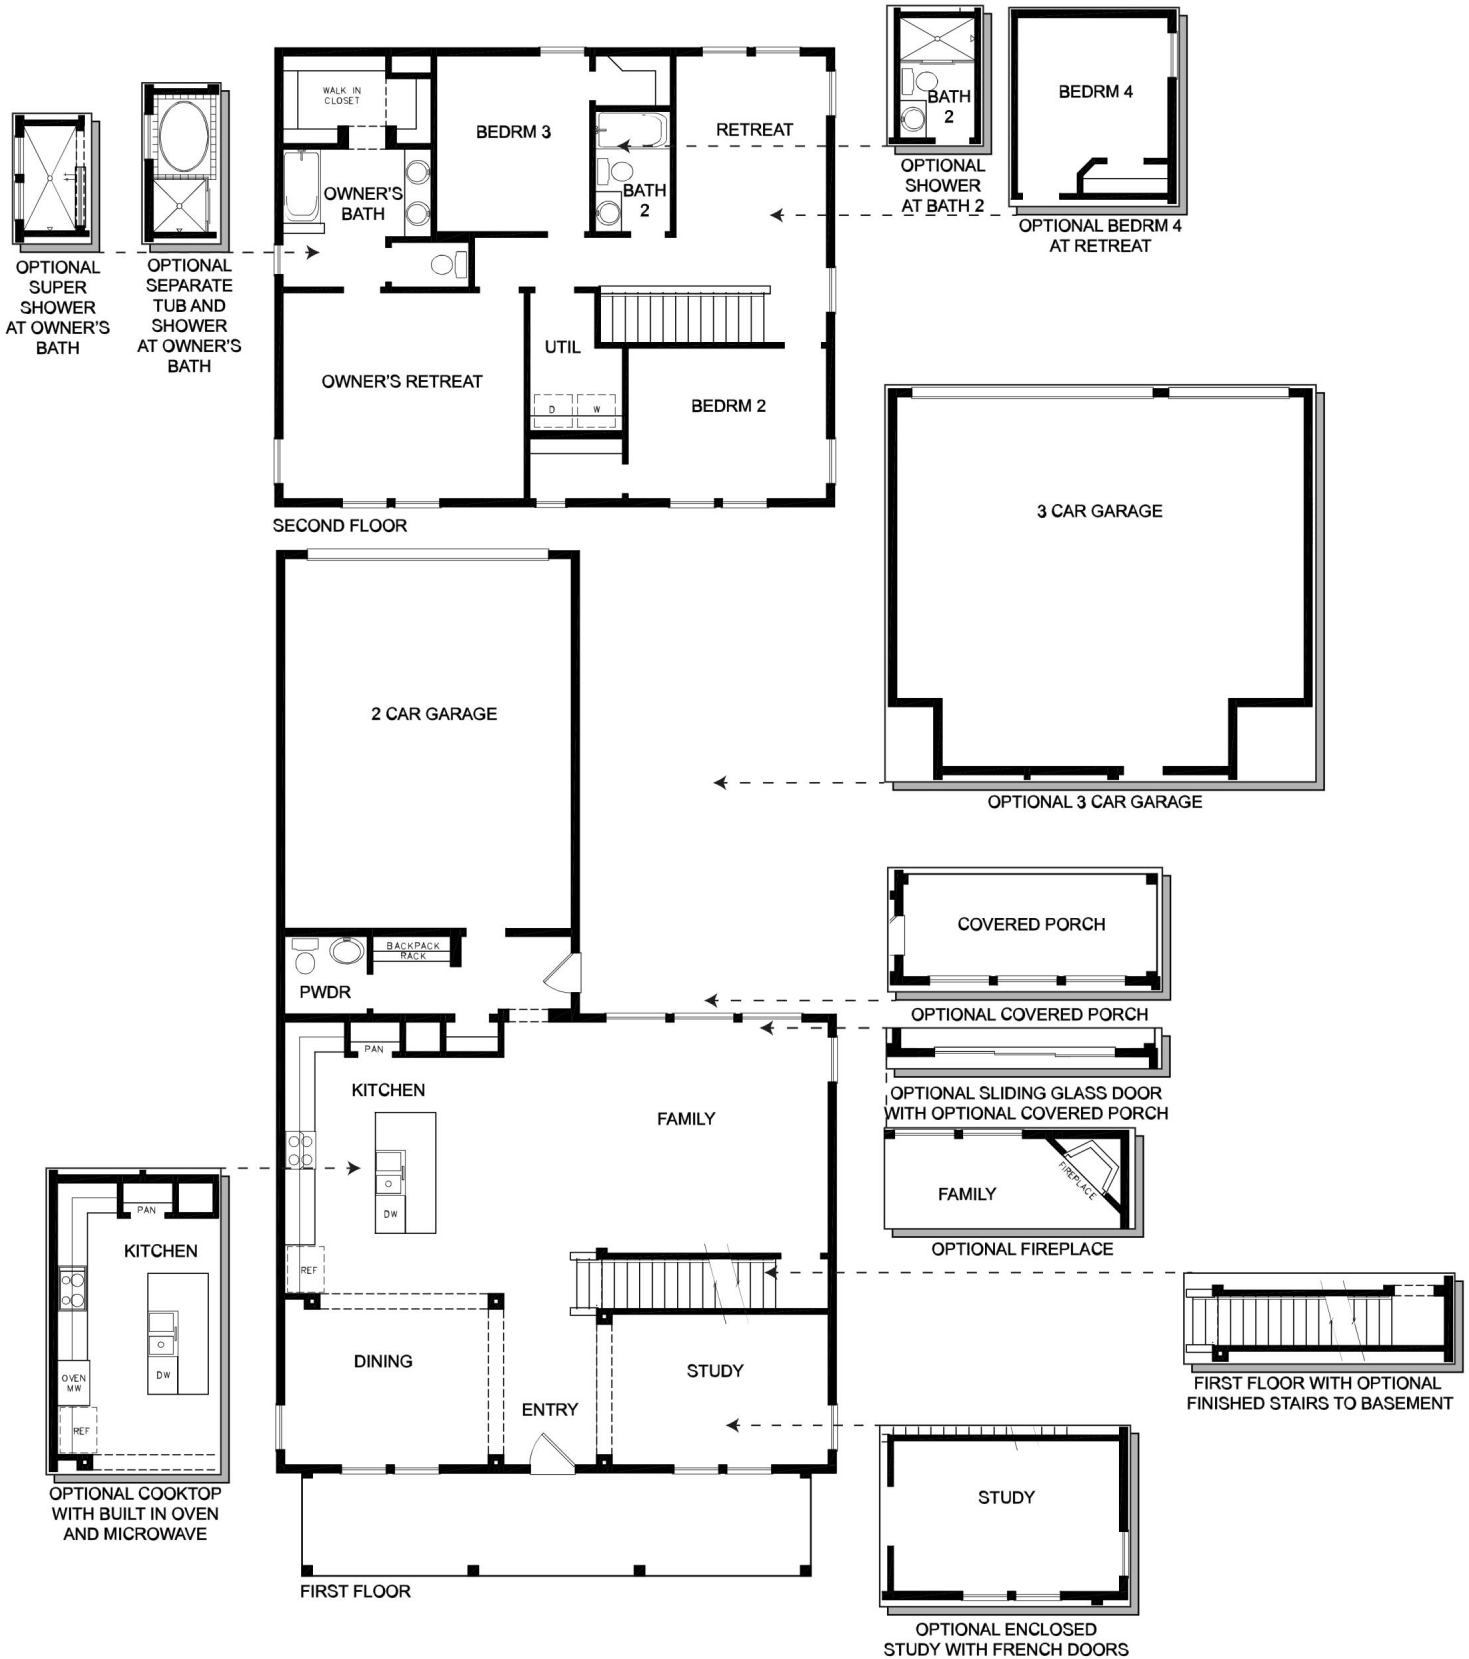 WALK IN
CLOSET
BEDRM 3
RETREAT
OWNER'S
BATH
BATH
2
BATH
2
OPTIONAL
SHOWER
AT BATH 2
BEDRM 4
OPTIONAL BEDRM 4
AT RETREAT
OPTIONAL
SUPER
SHOWER
AT OWNER'S
BATH
OPTIONAL
SEPARATE
TUB AND
SHOWER
AT OWNER'S
BATH
OWNER'S RETREAT
UTIL
D
W
BEDRM 2
SECOND FLOOR
3 CAR GARAGE
OPTIONAL 3 CAR GARAGE
2 CAR GARAGE
PWDR
BACKPACK
RACK
COVERED PORCH
OPTIONAL COVERED PORCH
OPTIONAL SLIDING GLASS DOOR
WITH OPTIONAL COVERED PORCH
PAN
KITCHEN
FAMILY
DW
REF
FAMILY
FIREPLACE
OPTIONAL FIREPLACE
PAN
KITCHEN
OVEN
MW
DW
REF
OPTIONAL COOKTOP
WITH BUILT IN OVEN
AND MICROWAVE
DINING
ENTRY
STUDY
FIRST FLOOR WITH OPTIONAL
FINISHED STAIRS TO BASEMENT
STUDY
OPTIONAL ENCLOSED
STUDY WITH FRENCH DOORS
FIRST FLOOR